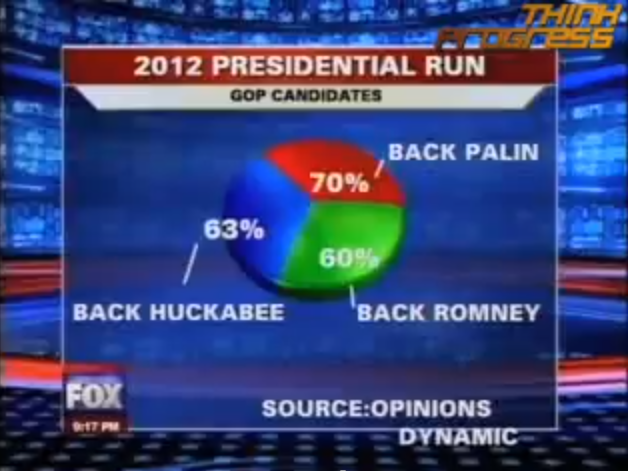 THINK
PROGRESS
2012 PRESIDENTIAL RUN
GOP CANDIDATES
BACK PALIN
70%
63%
60%
BACK HUCKABEE
BACK ROMNEY
FOX
9:17 PM
SOURCE:OPINIONS
DYNAMIC